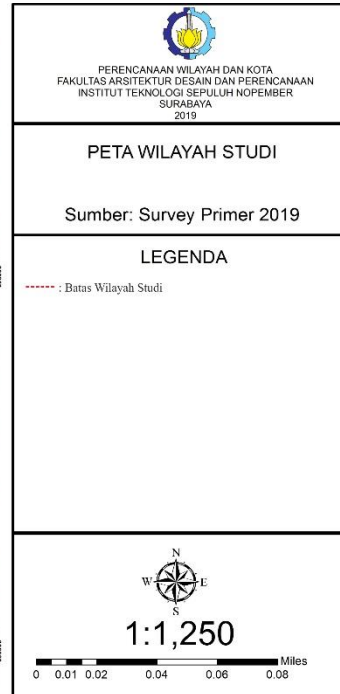 PERENCANAAN WILAYAH DAN KOTA
FAKULTAS ARSITEKTUR DESAIN DAN PERENCANAAN
INSTITUT TEKNOLOGI SEPULUH NOPEMBER
SURABAYA
2019
PETA WILAYAH STUDI
Sumber: Survey Primer 2019
LEGENDA
: Batas Wilayah Studi
N
W E
S
1:1,250
Miles
0 0.01 0.02 0.04 0.06 0.08